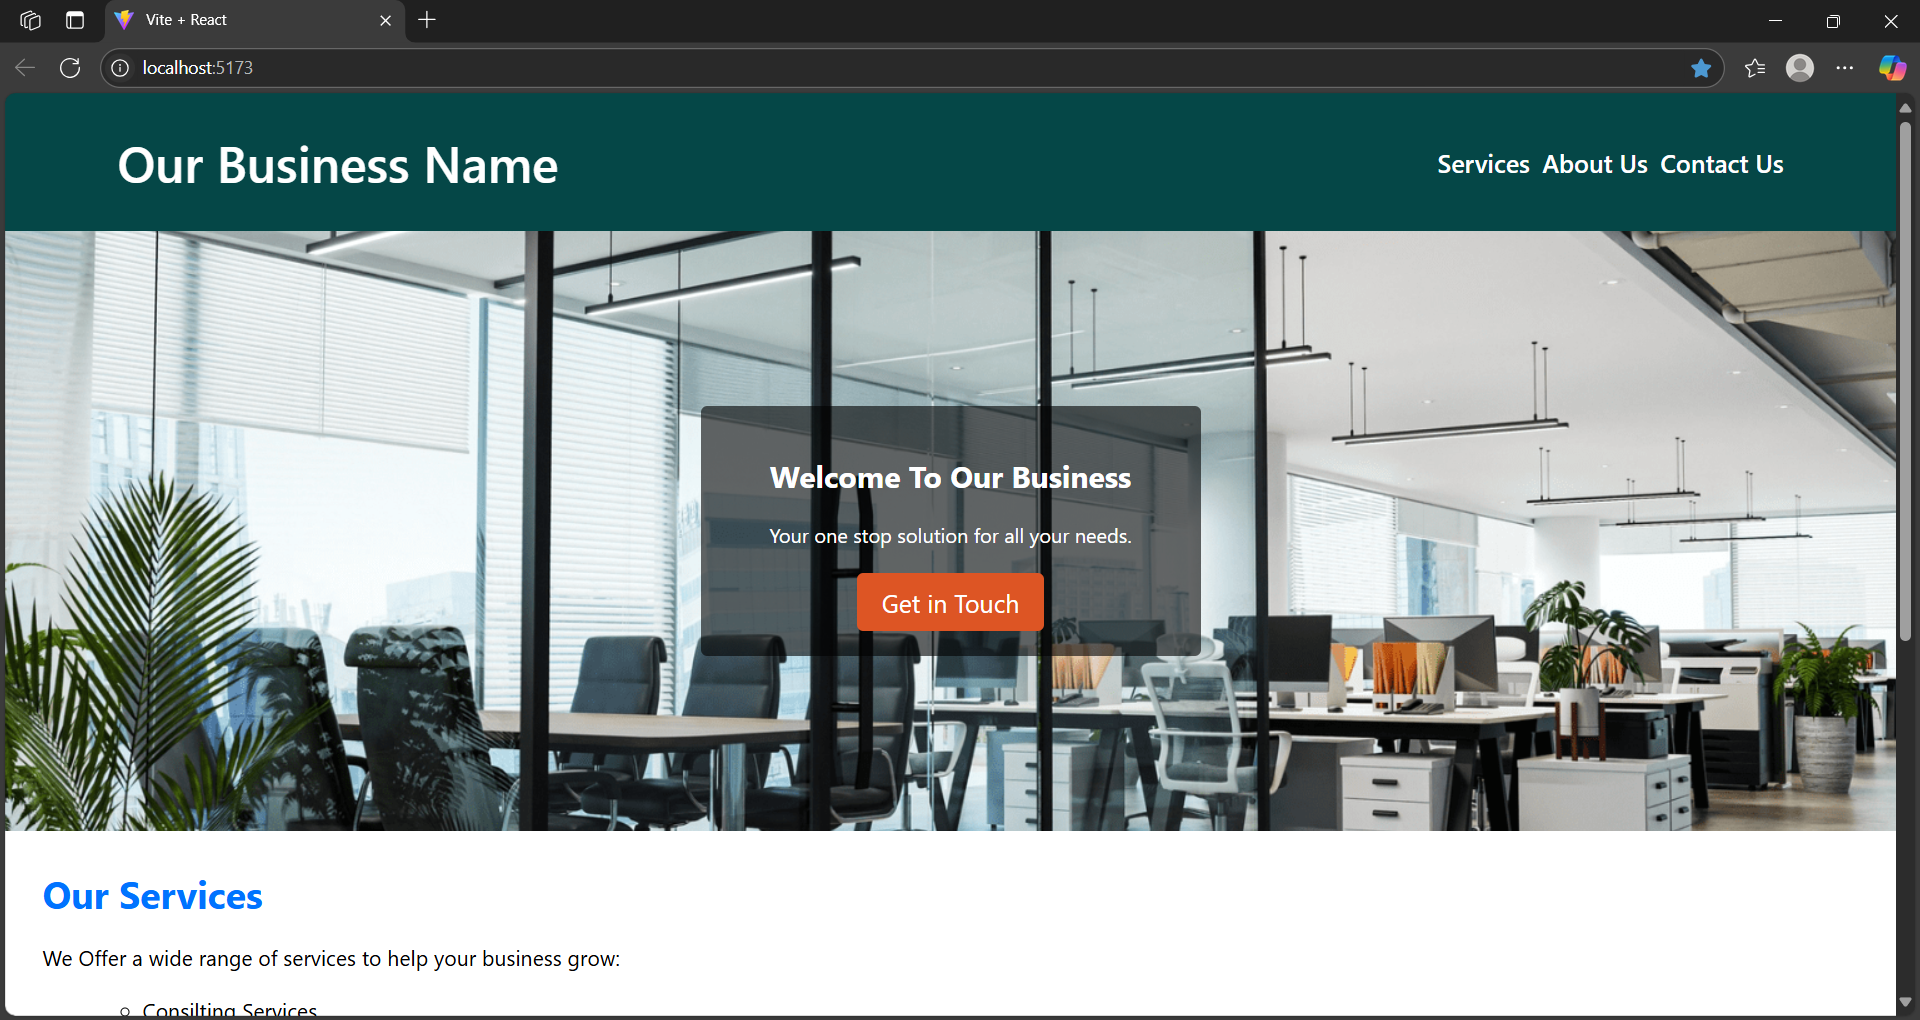 Vite + React
localhost:5173
Our Business Name
Services About Us Contact Us
Welcome To Our Business
Your one stop solution for all your needs.
Get in Touch
Our Services
We Offer a wide range of services to help your business grow:
Consilting Services